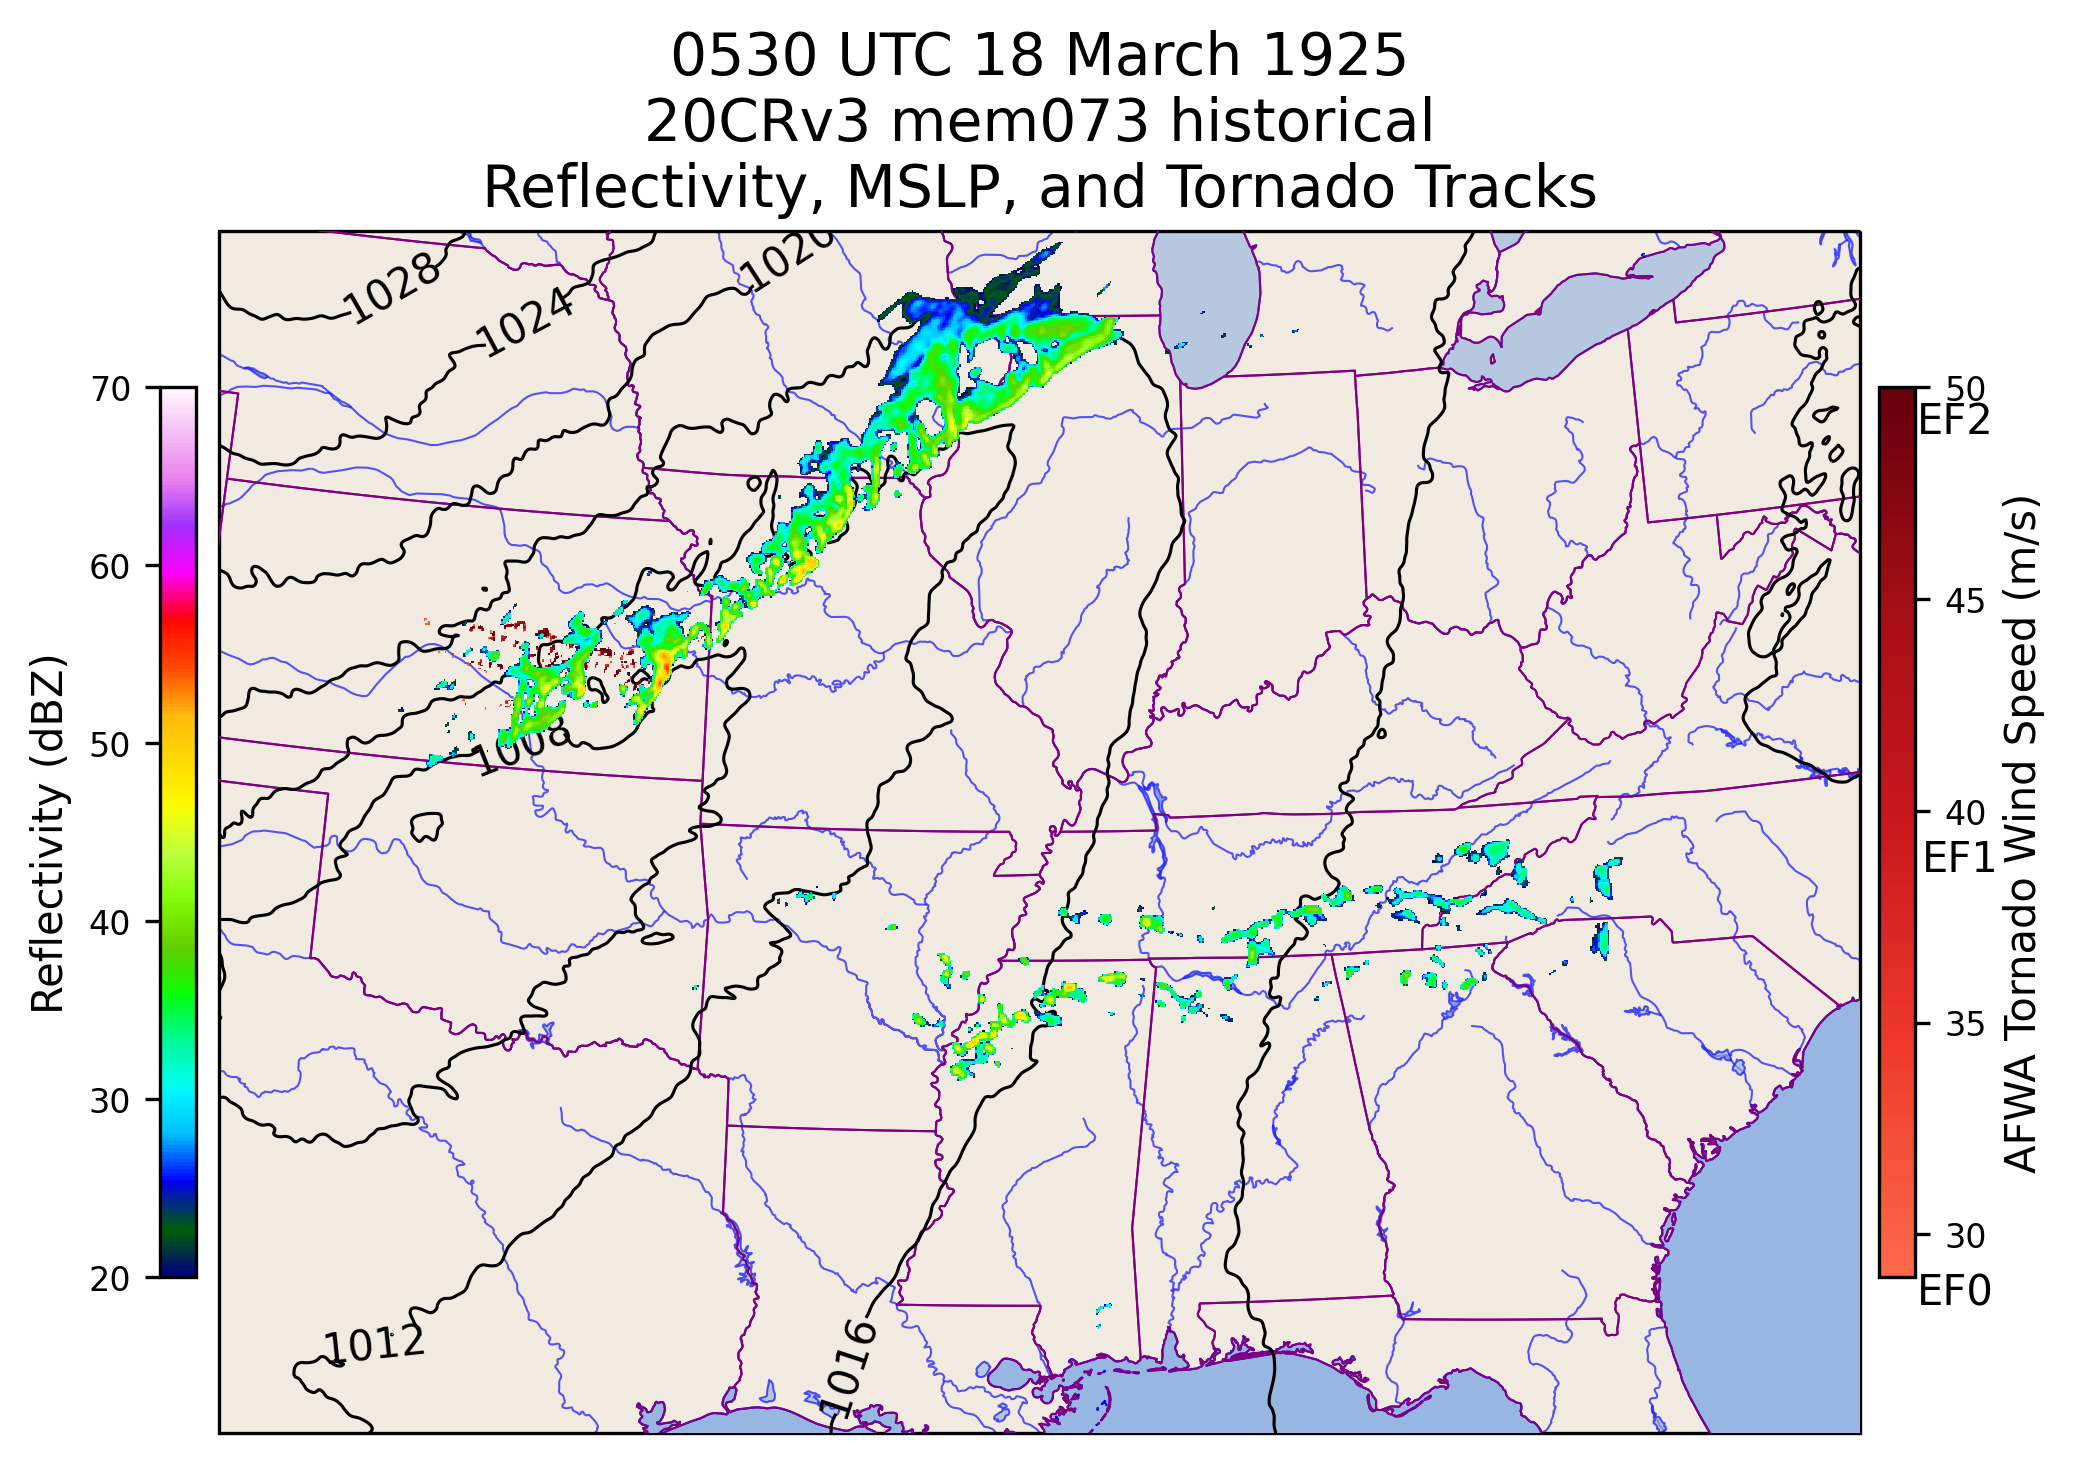 0530 UTC 18 March 1925
20CRv3 mem073 historical
Reflectivity, MSLP, and Tornado Tracks
1028
1024
1020
1008
1012
1016
Reflectivity (dBZ)
70
60
50
40
30
20
50
EF2
45
40
EF1
35
30
EF0
AFWA Tornado Wind Speed (m/s)